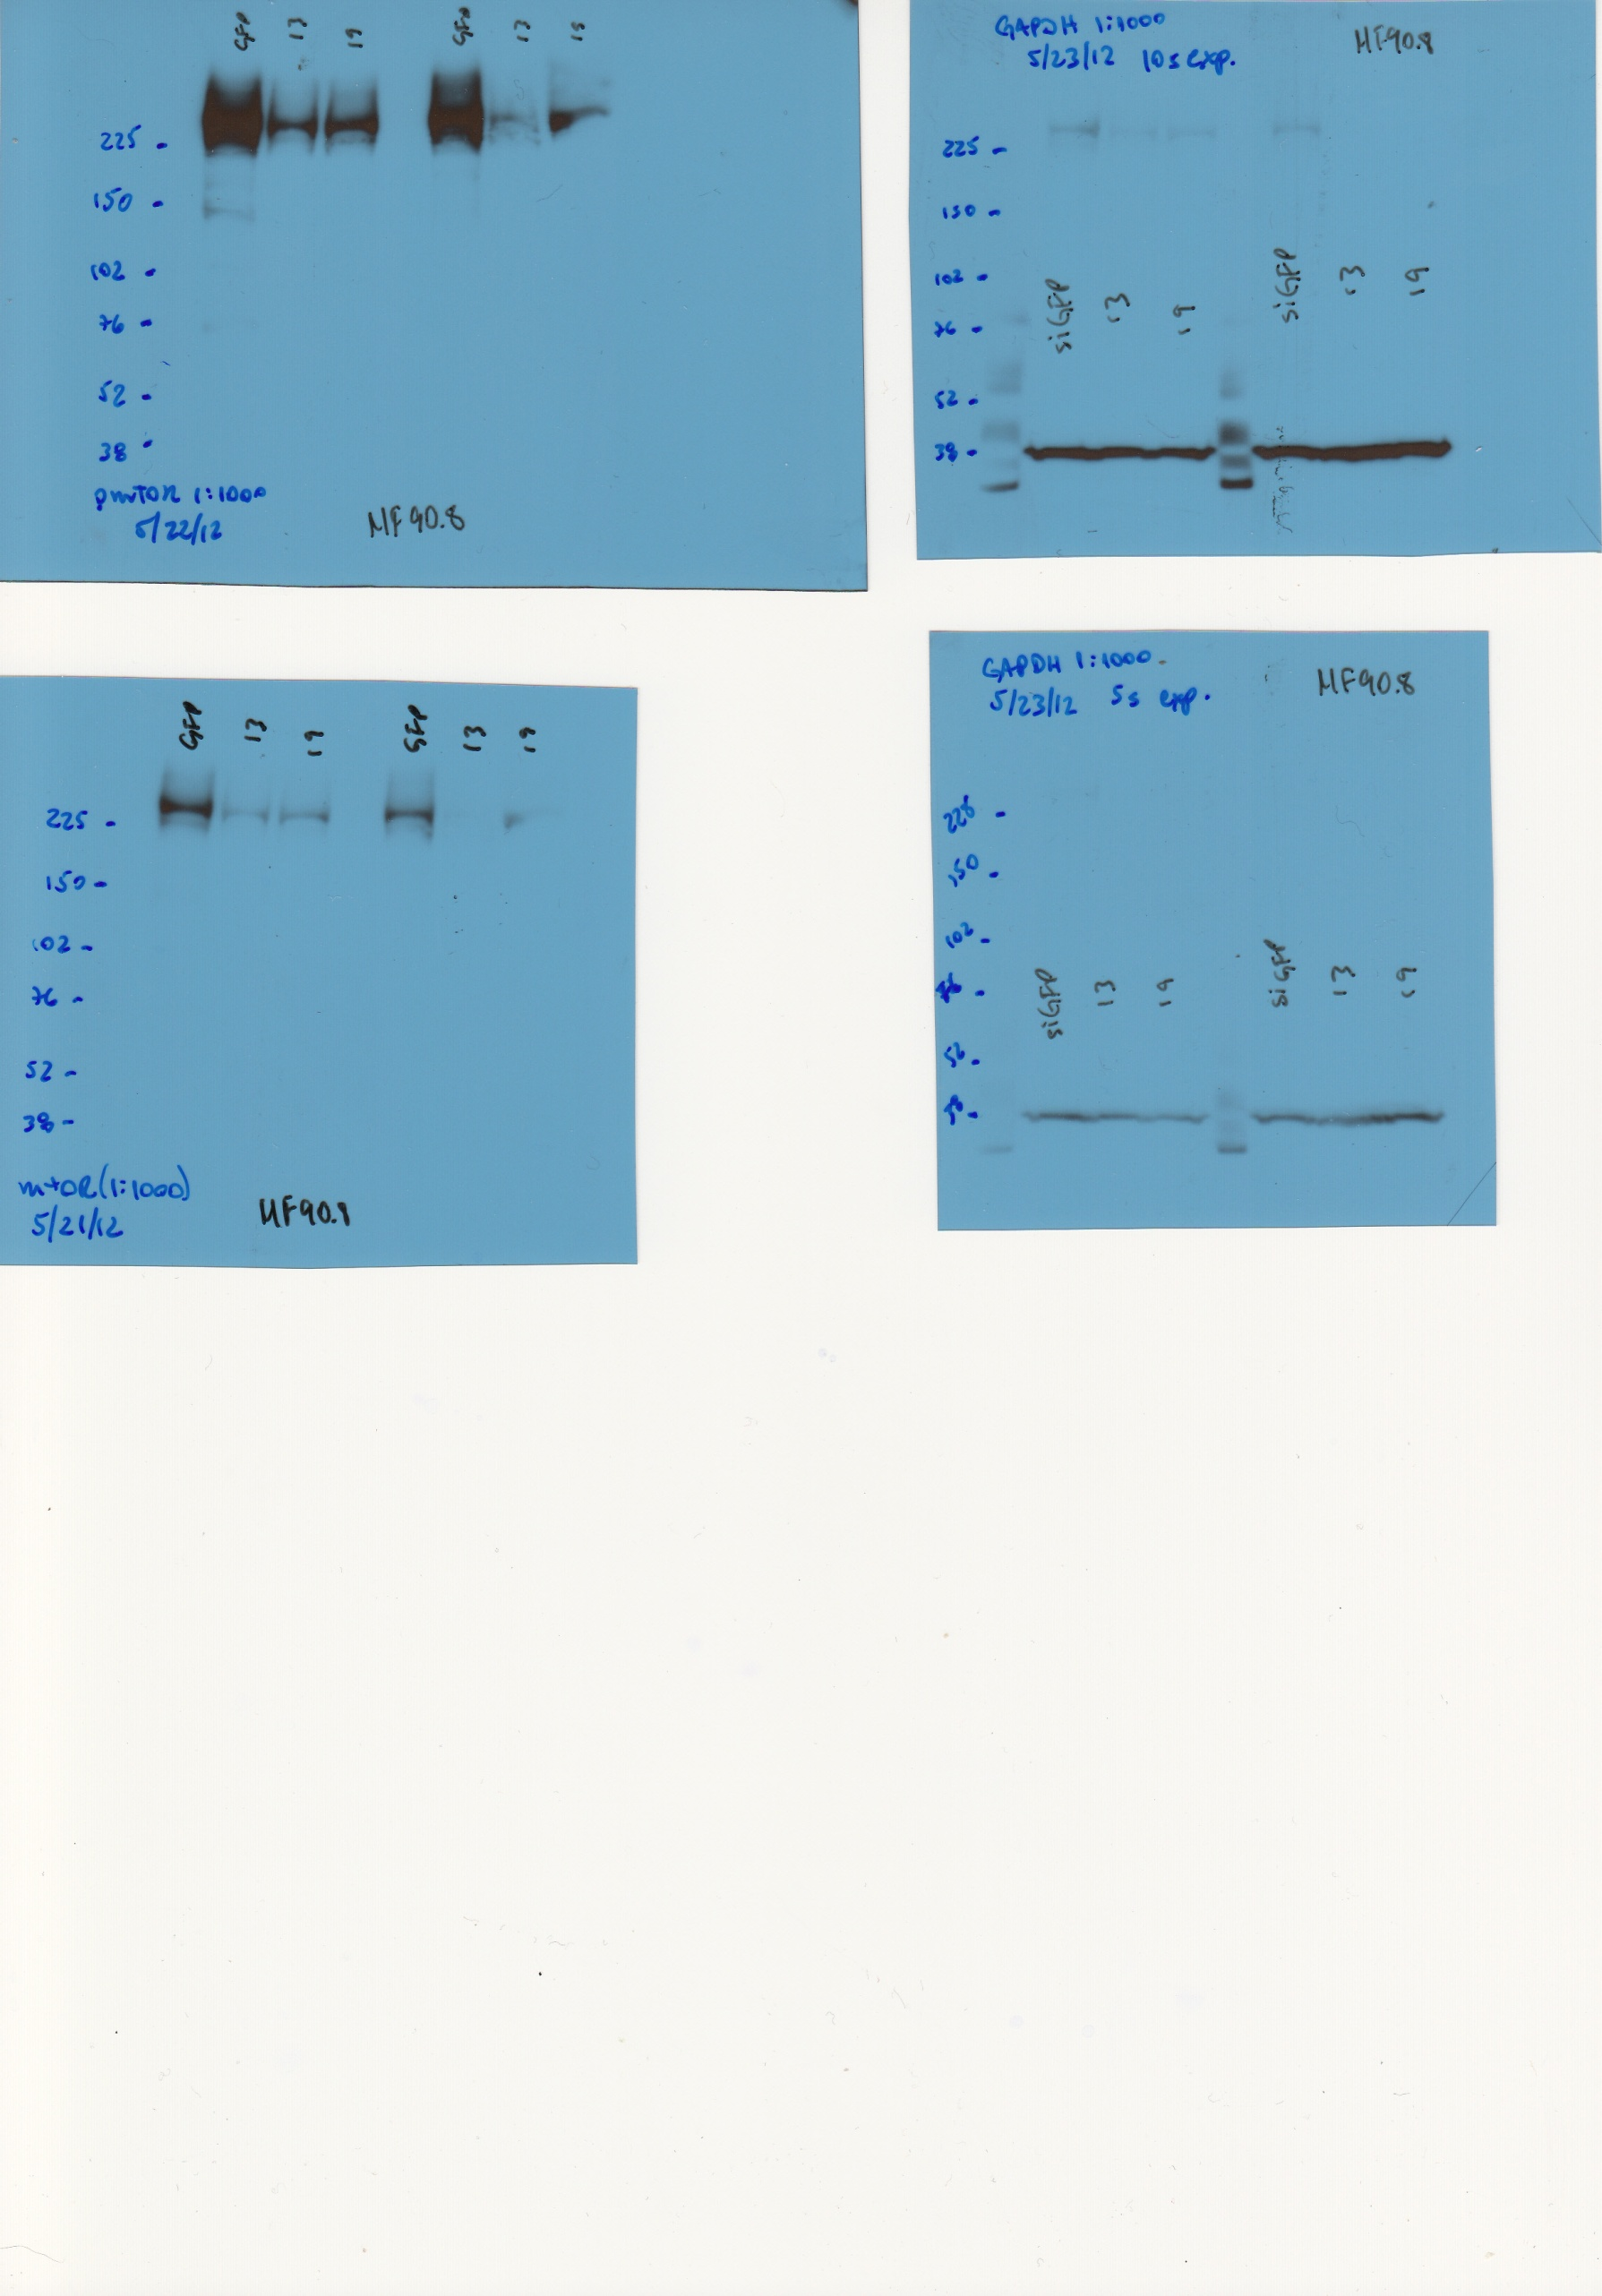 GFP 13 19 GFP 13 19
225 -
150 -
102 -
76 -
52 -
38 -
pmTOR 1:1000
5/22/12
MF90.8
GAPDH 1:1000
5/23/12 10s exp.
MF90.8
225 -
150 -
102 -
76 -
52 -
38 -
siGFP 13 19 siGFP 13 19
GFP 13 19 GFP 13 19
225 -
150 -
102 -
76 -
52 -
38 -
mTOR (1:1000)
5/21/12
MF90.8
GAPDH 1:1000
5/23/12 5s exp.
MF90.8
225 -
150 -
102 -
76 -
52 -
38 -
siGFP 13 19 siGFP 13 19